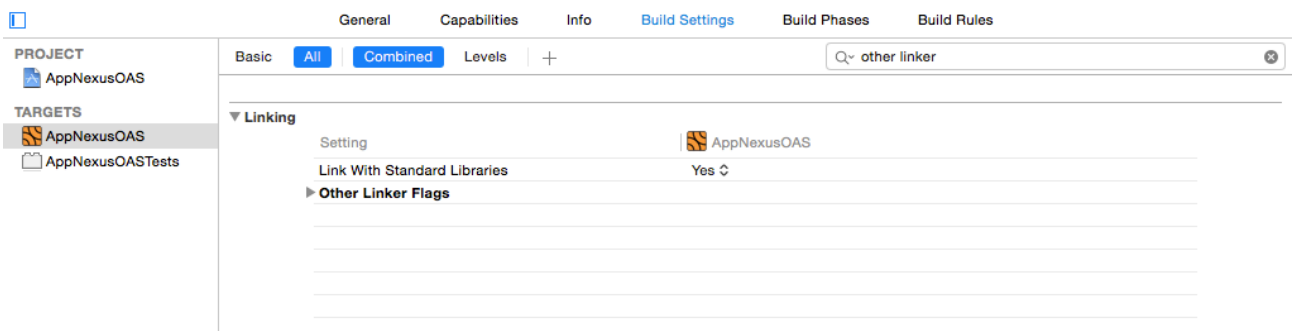 General Capabilities Info Build Settings Build Phases Build Rules
PROJECT
AppNexusOAS
TARGETS
AppNexusOAS
AppNexusOASTests
Basic All Combined Levels + other linker
Linking
Setting AppNexusOAS
Link With Standard Libraries Yes
Other Linker Flags